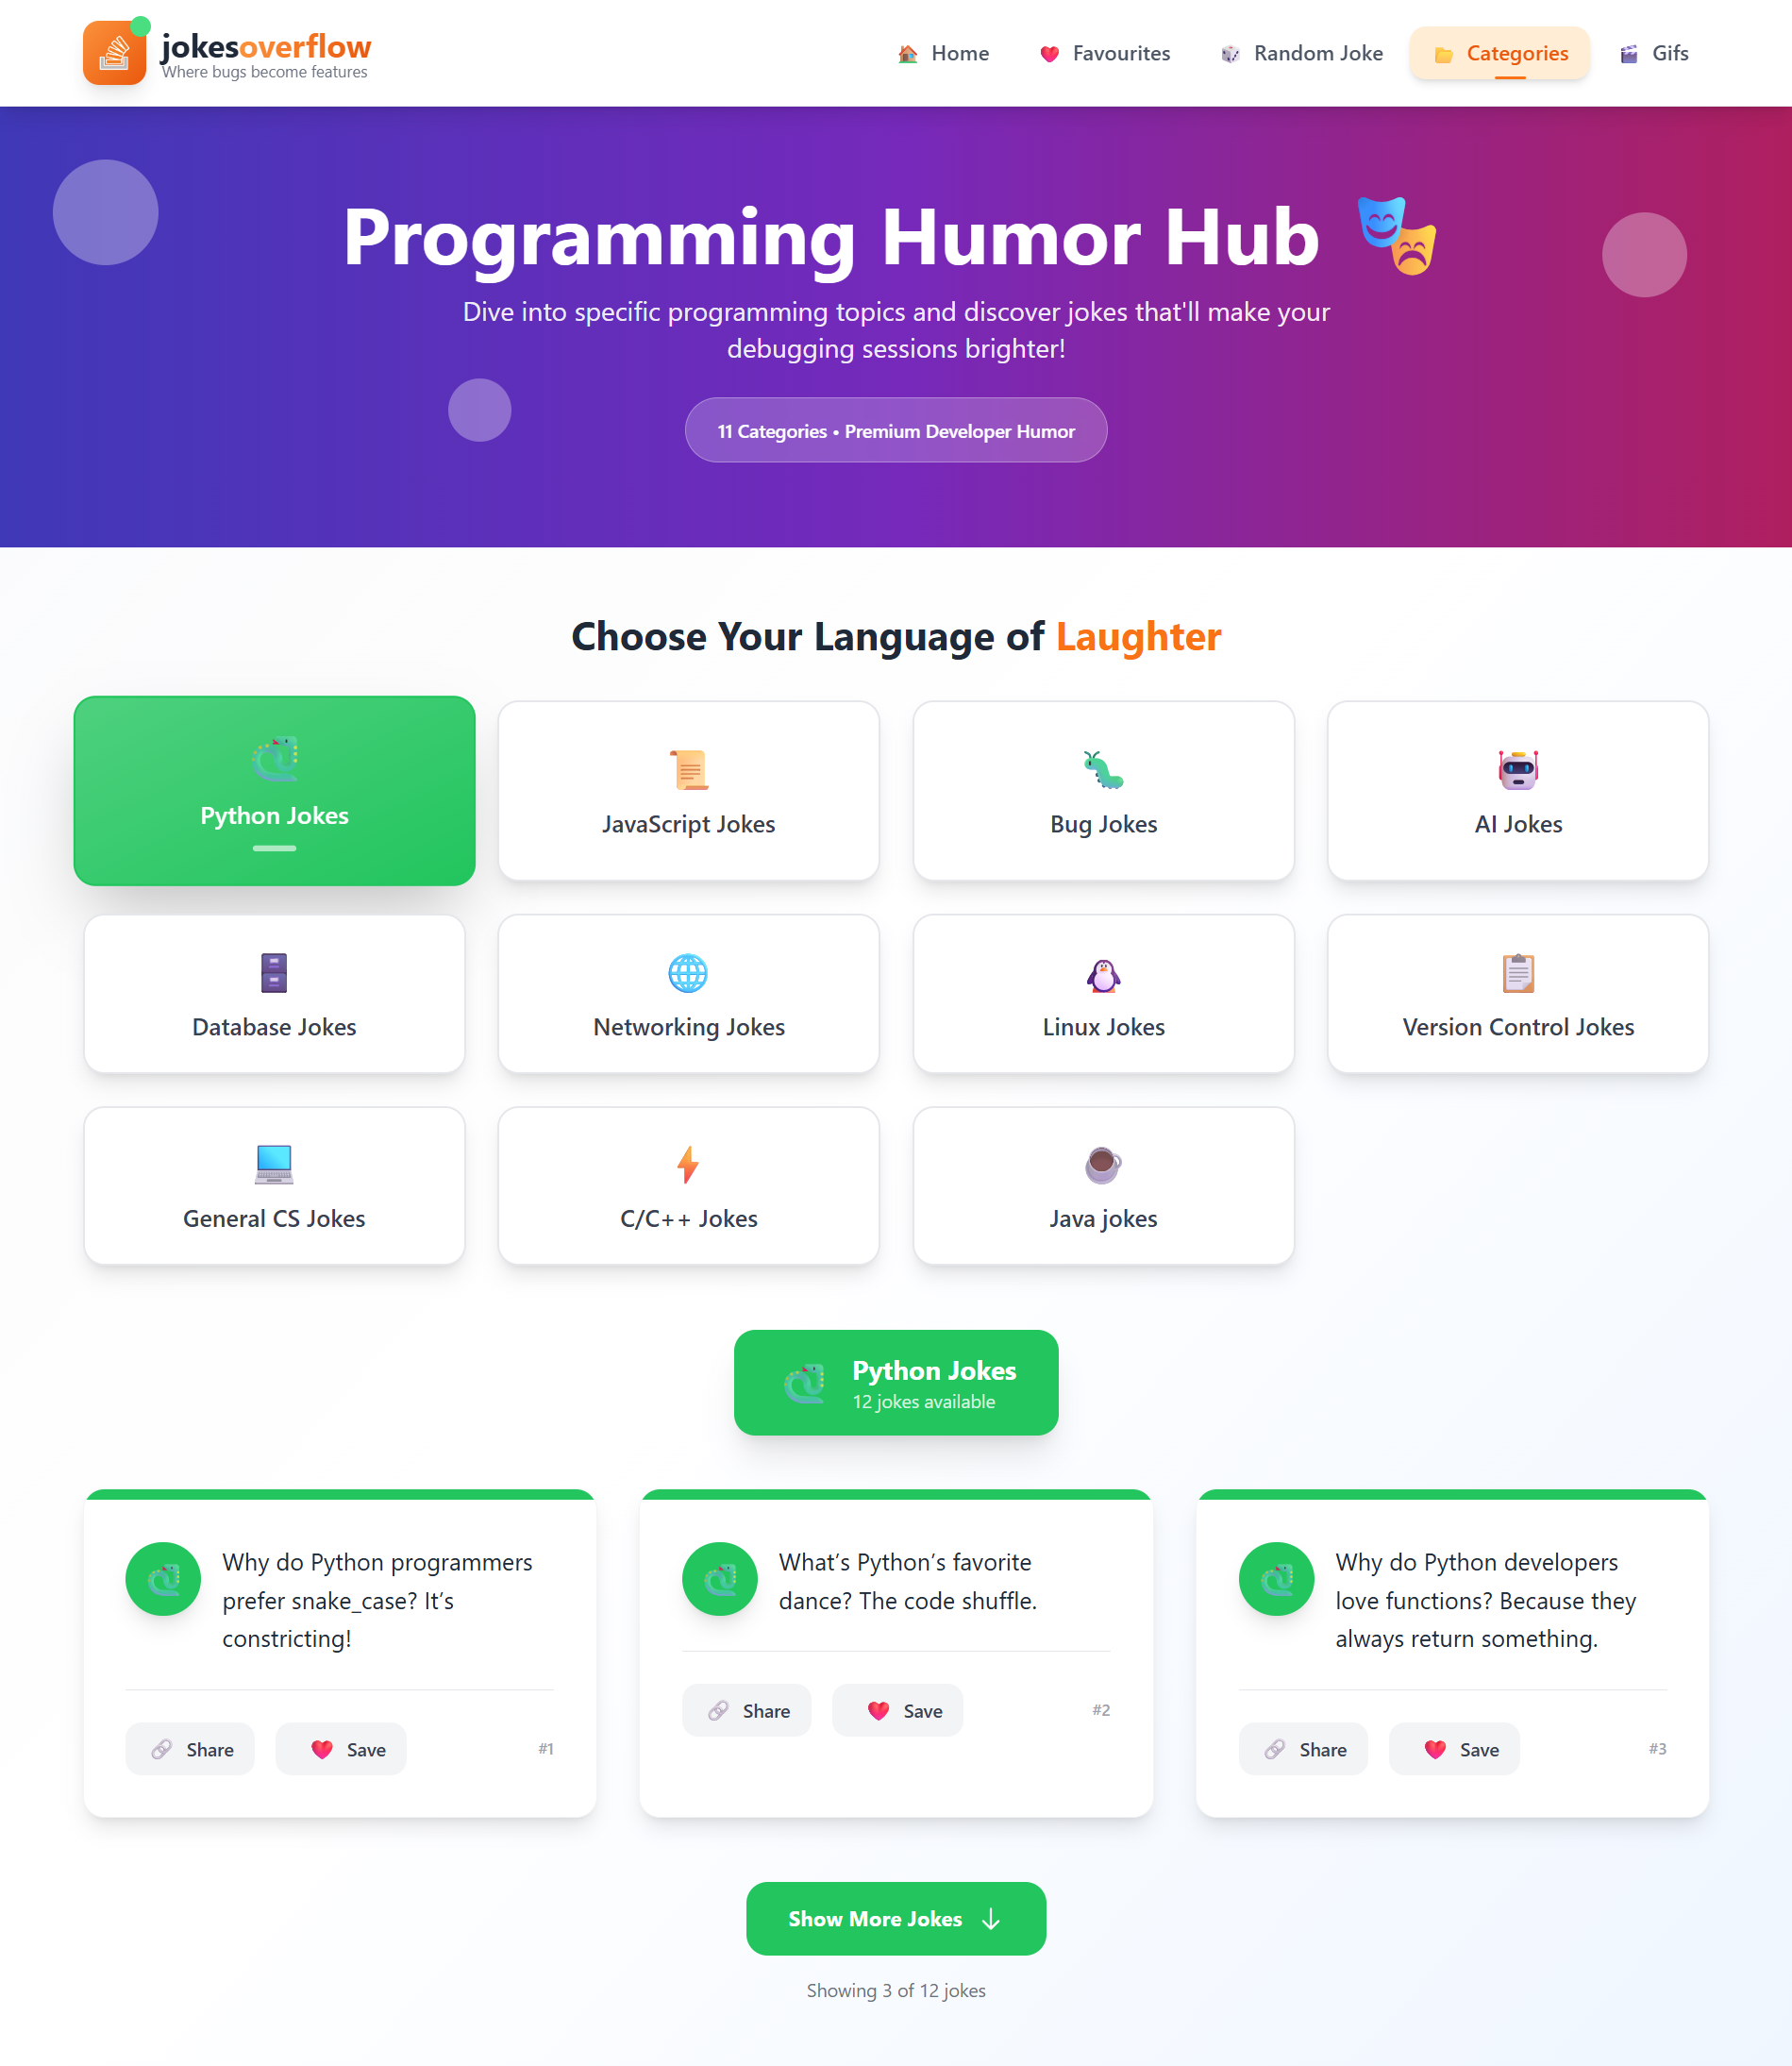 jokesoverflow
Where bugs become features
Home
Favourites
Random Joke
Categories
Gifs
Programming Humor Hub
Dive into specific programming topics and discover jokes that'll make your
debugging sessions brighter!
11 Categories • Premium Developer Humor
Choose Your Language of Laughter
Python Jokes
JavaScript Jokes
Bug Jokes
AI Jokes
Database Jokes
Networking Jokes
Linux Jokes
Version Control Jokes
General CS Jokes
C/C++ Jokes
Java jokes
Python Jokes
12 jokes available
Why do Python programmers
prefer snake_case? It’s
constricting!
Share
Save
#1
What’s Python’s favorite
dance? The code shuffle.
Share
Save
#2
Why do Python developers
love functions? Because they
always return something.
Share
Save
#3
Show More Jokes
Showing 3 of 12 jokes